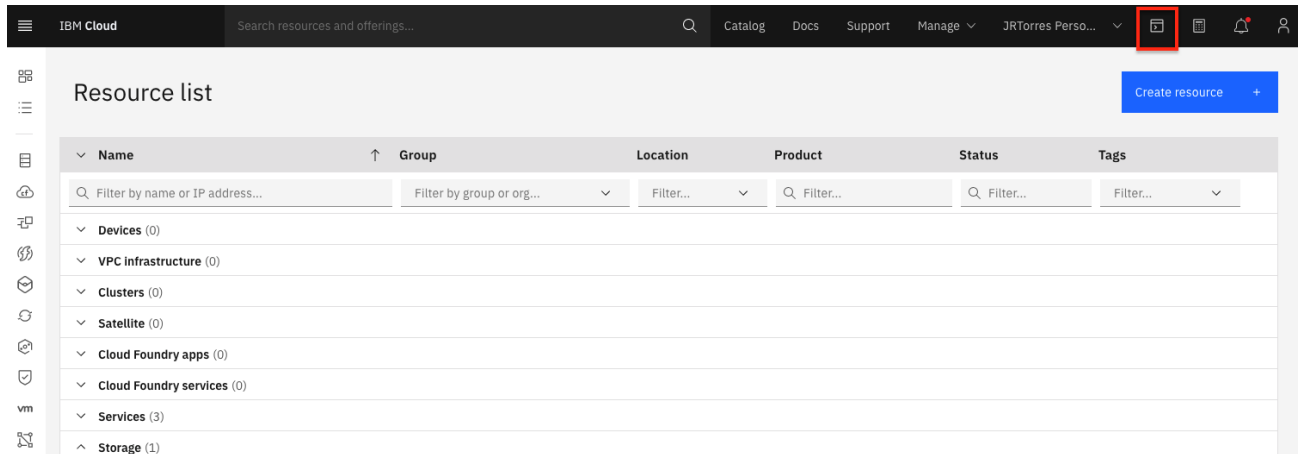 IBM Cloud Search resources and offerings... Catalog Docs Support Manage JRTorres Perso...
Resource list
Create resource +
Name Group Location Product Status Tags
Filter by name or IP address... Filter by group or org... Filter... Filter... Filter... Filter...
Devices (0)
VPC infrastructure (0)
Clusters (0)
Satellite (0)
Cloud Foundry apps (0)
Cloud Foundry services (0)
vm
Services (3)
Storage (1)